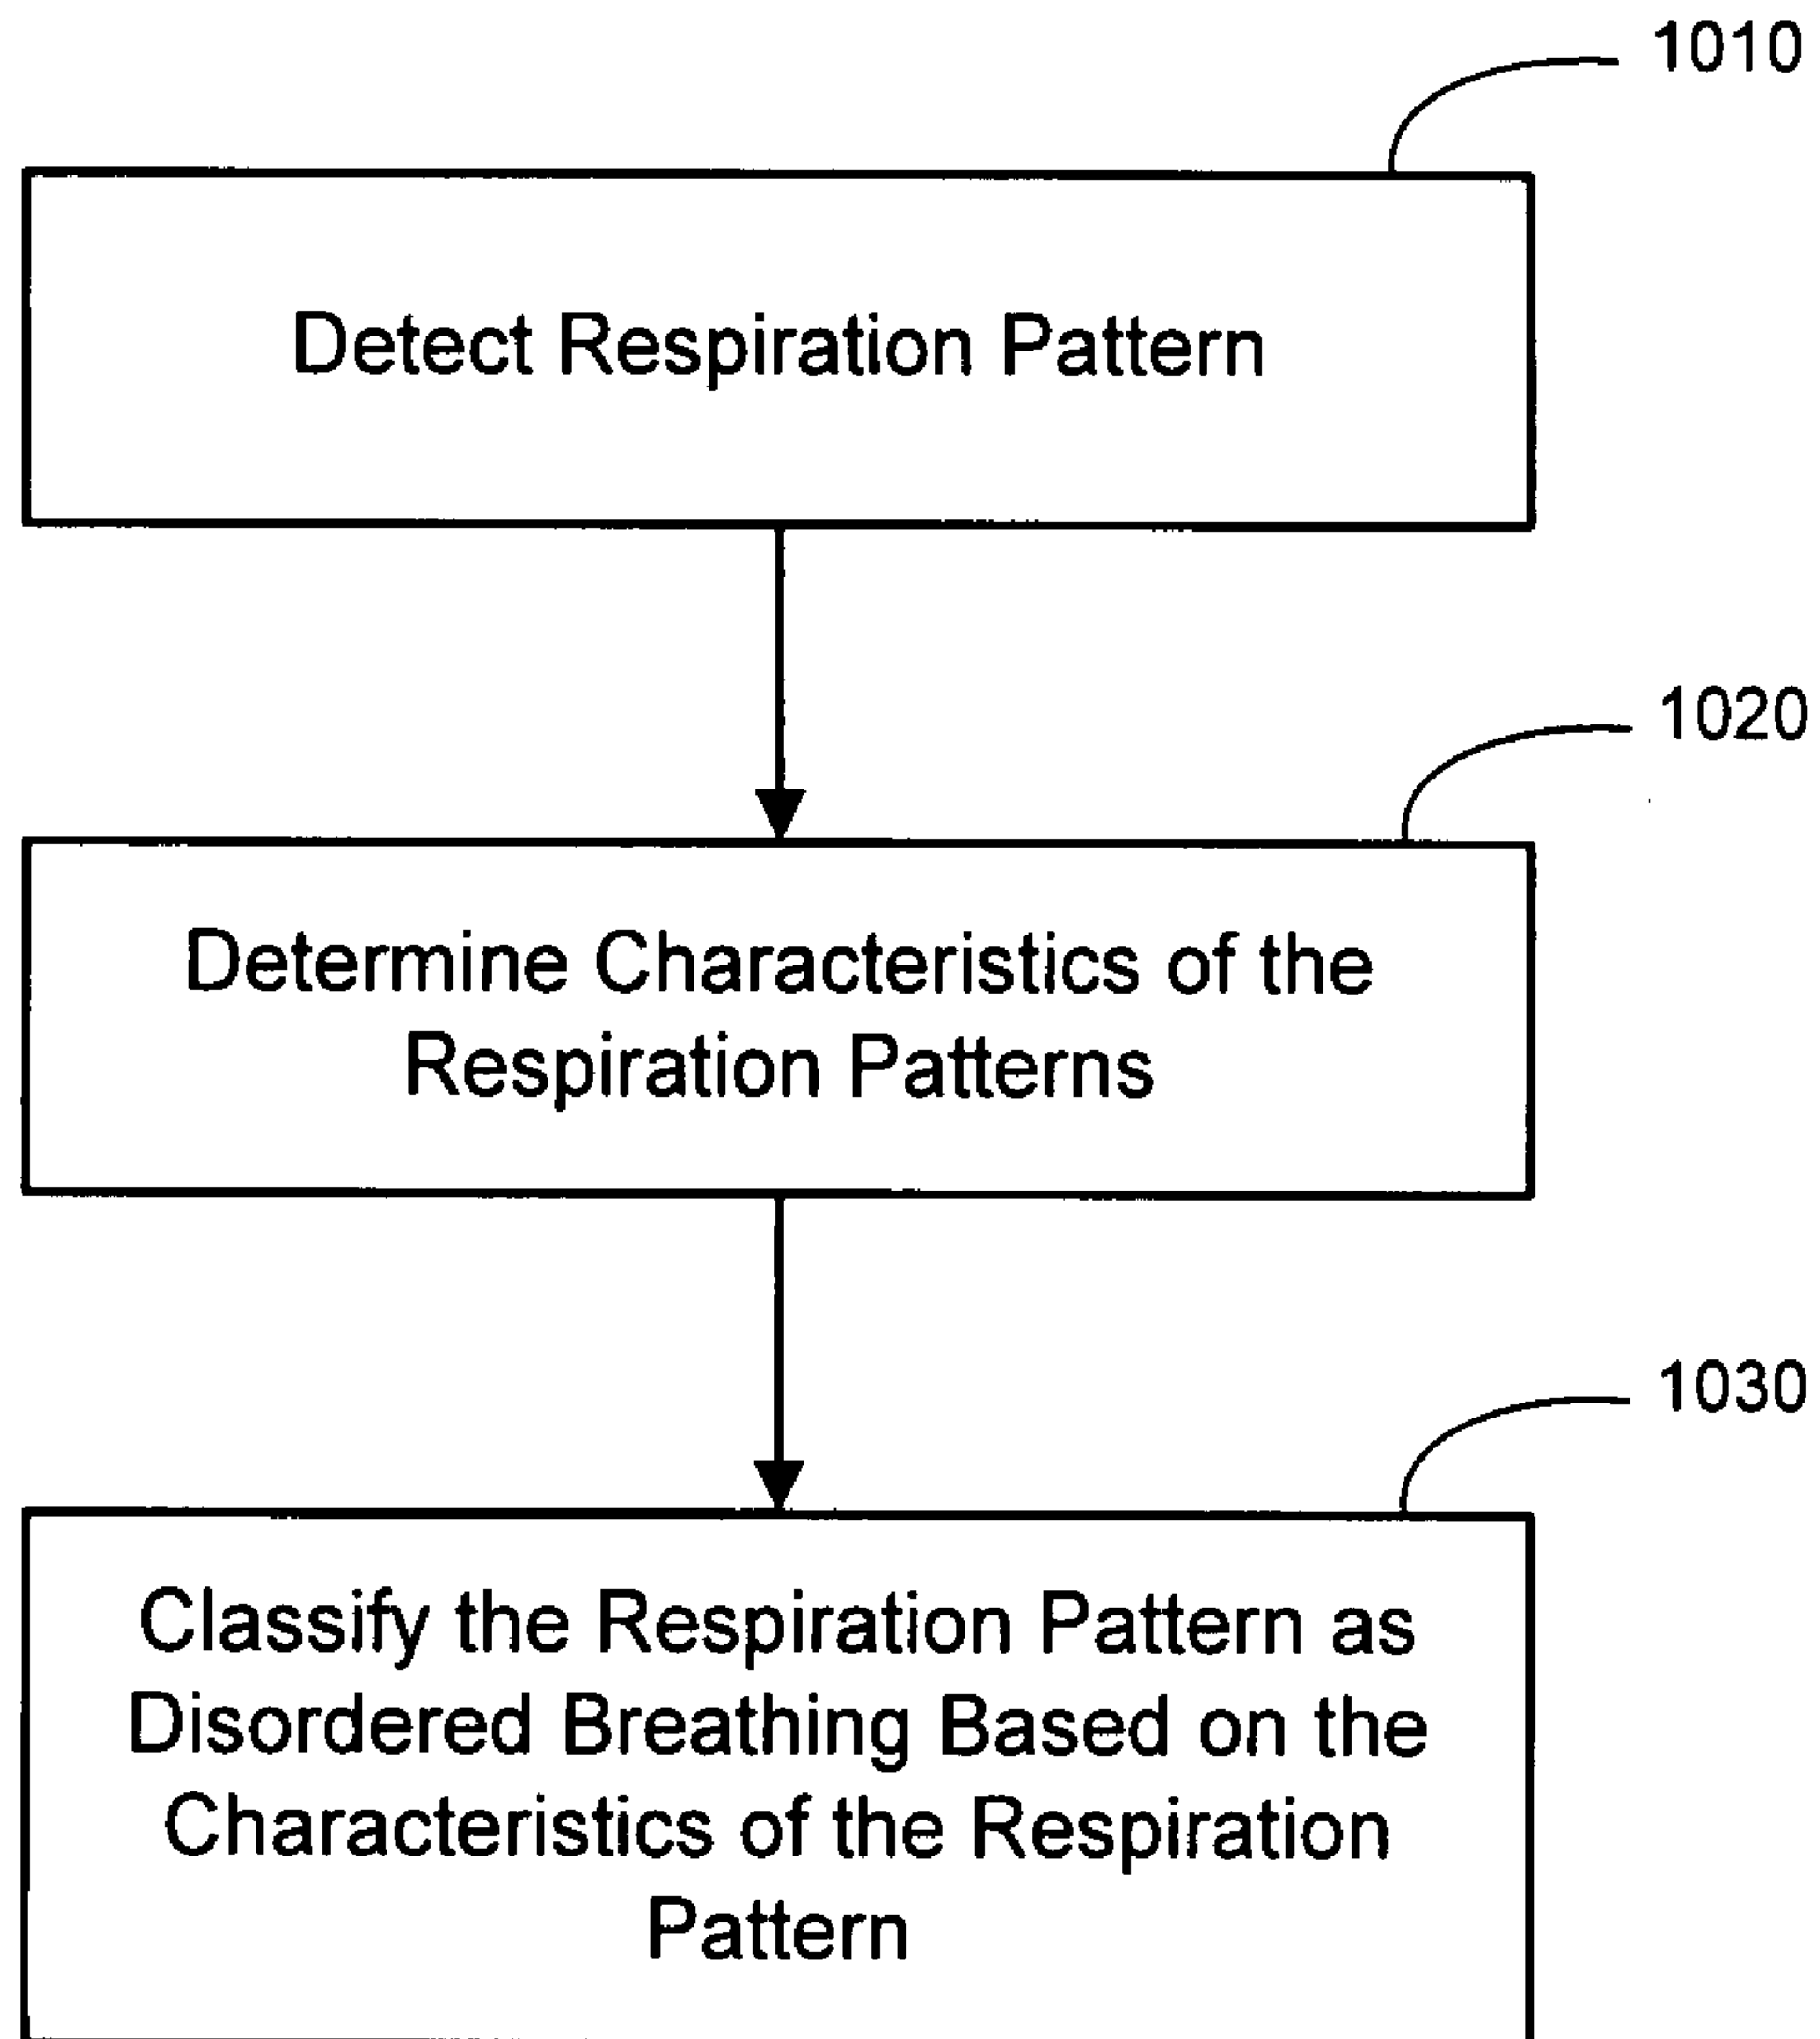 1010
Detect Respiration Pattern
1020
Determine Characteristics of the
Respiration Patterns
1030
Classify the Respiration Pattern as
Disordered Breathing Based on the
Characteristics of the Respiration
Pattern